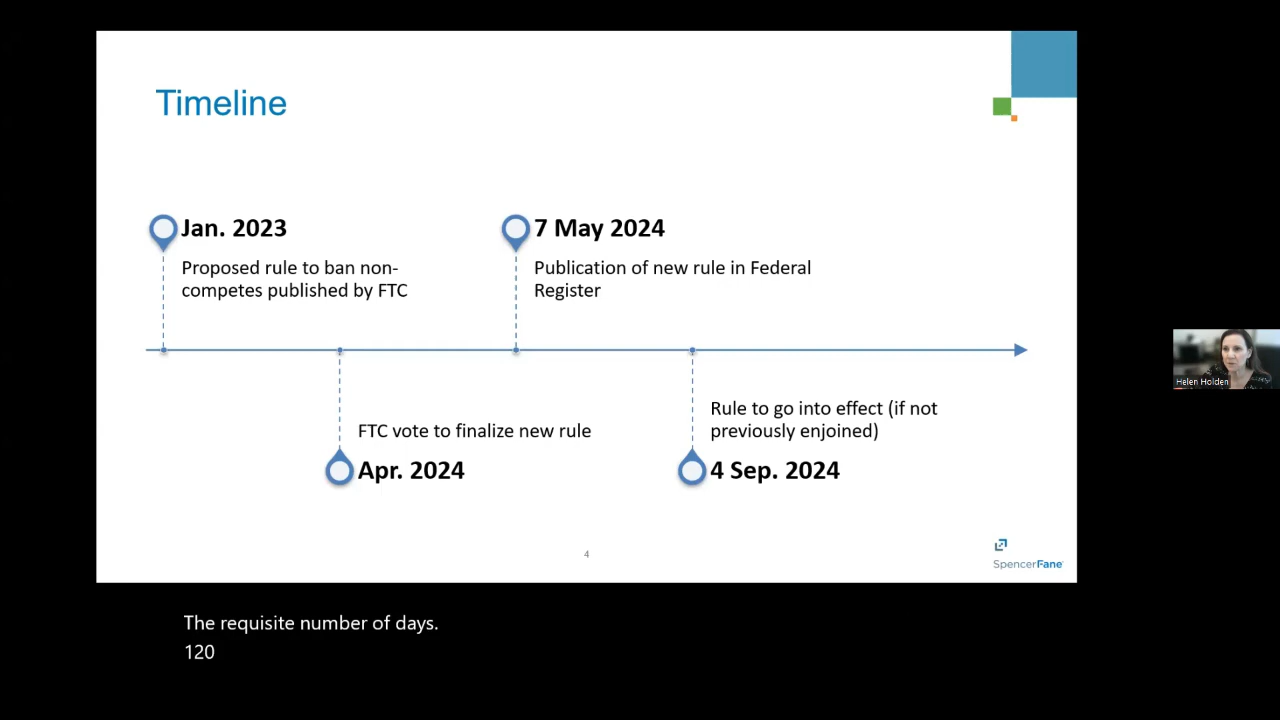 Timeline
Jan. 2023
Proposed rule to ban non-
competes published by FTC
7 May 2024
Publication of new rule in Federal
Register
FTC vote to finalize new rule
Apr. 2024
Rule to go into effect (if not
previously enjoined)
4 Sep. 2024
4
SpencerFane
Helen Holden
The requisite number of days.
120